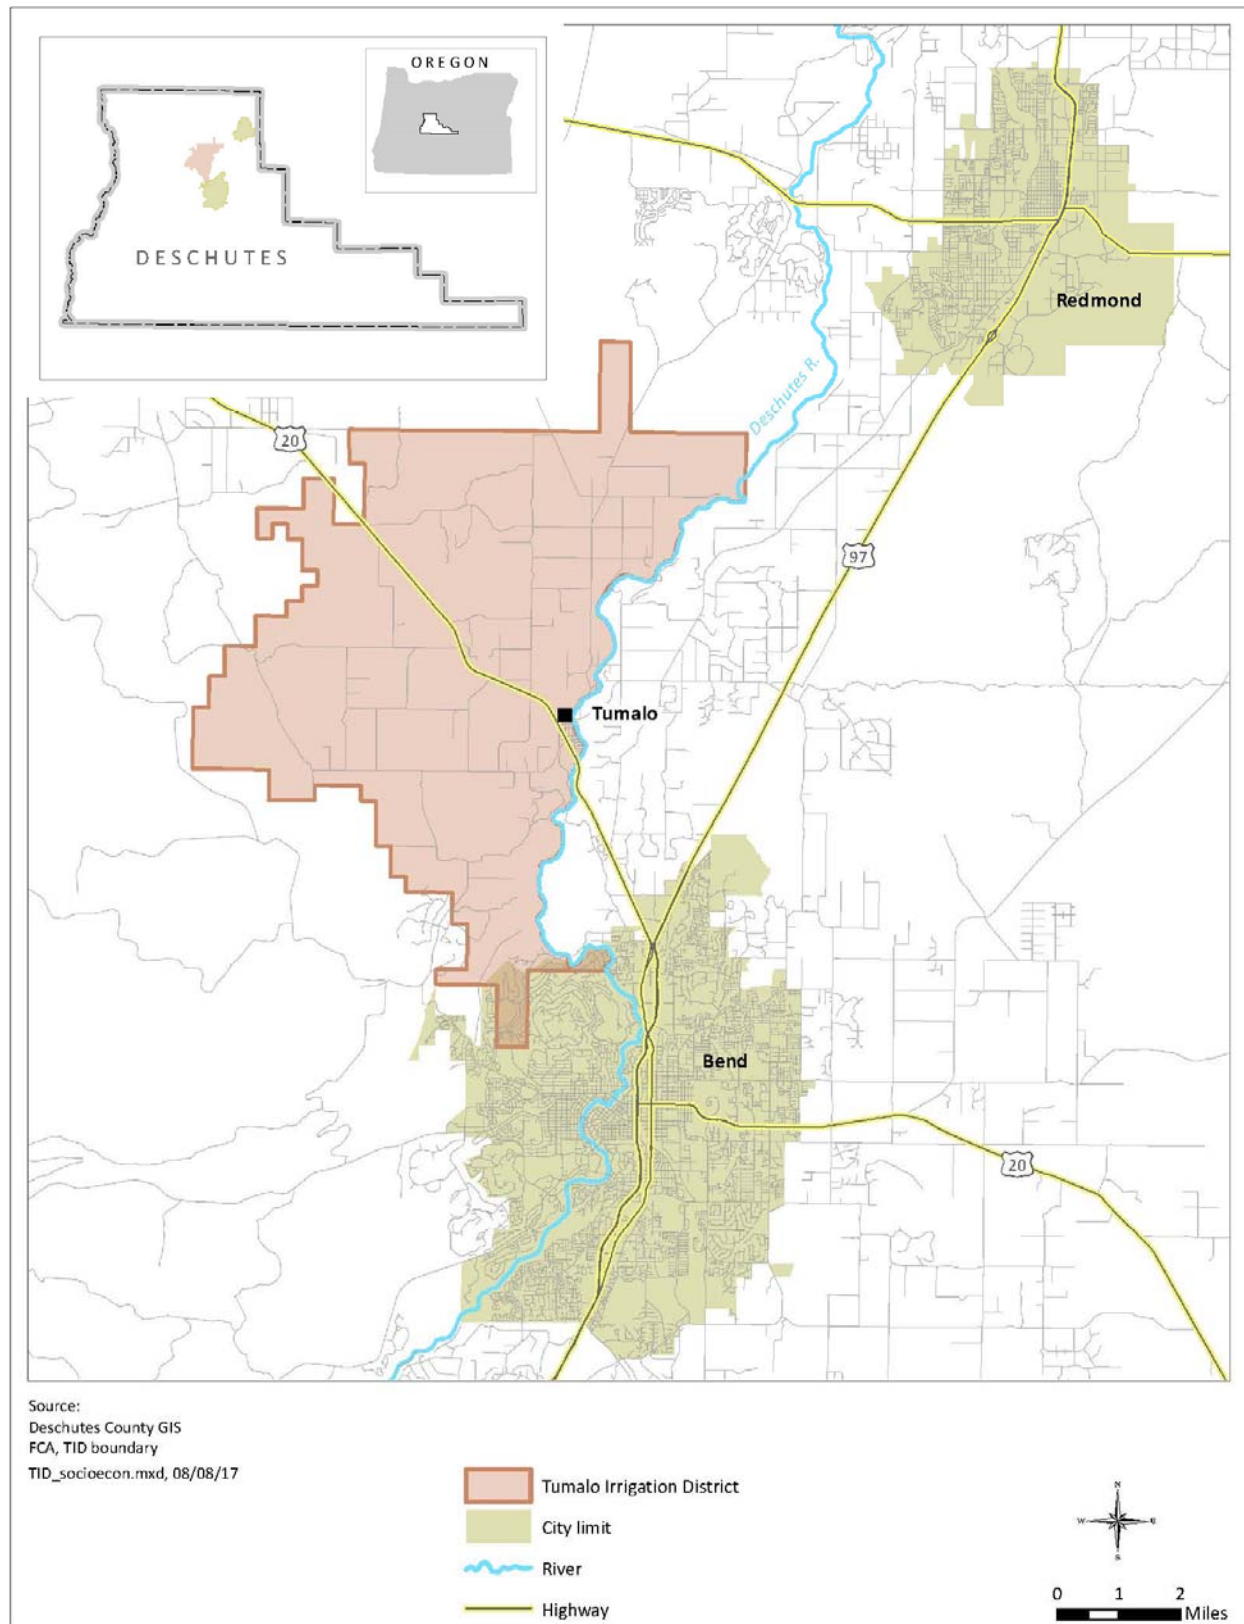 OREGON
DESCHUTES
Redmond
Deschutes R.
20
97
Tumalo
Bend
20
Source:
Deschutes County GIS
FCA, TID boundary
TID_socioecon.mxd, 08/08/17
Tumalo Irrigation District
City limit
River
Highway
N
W E
S
0 1 2
Miles